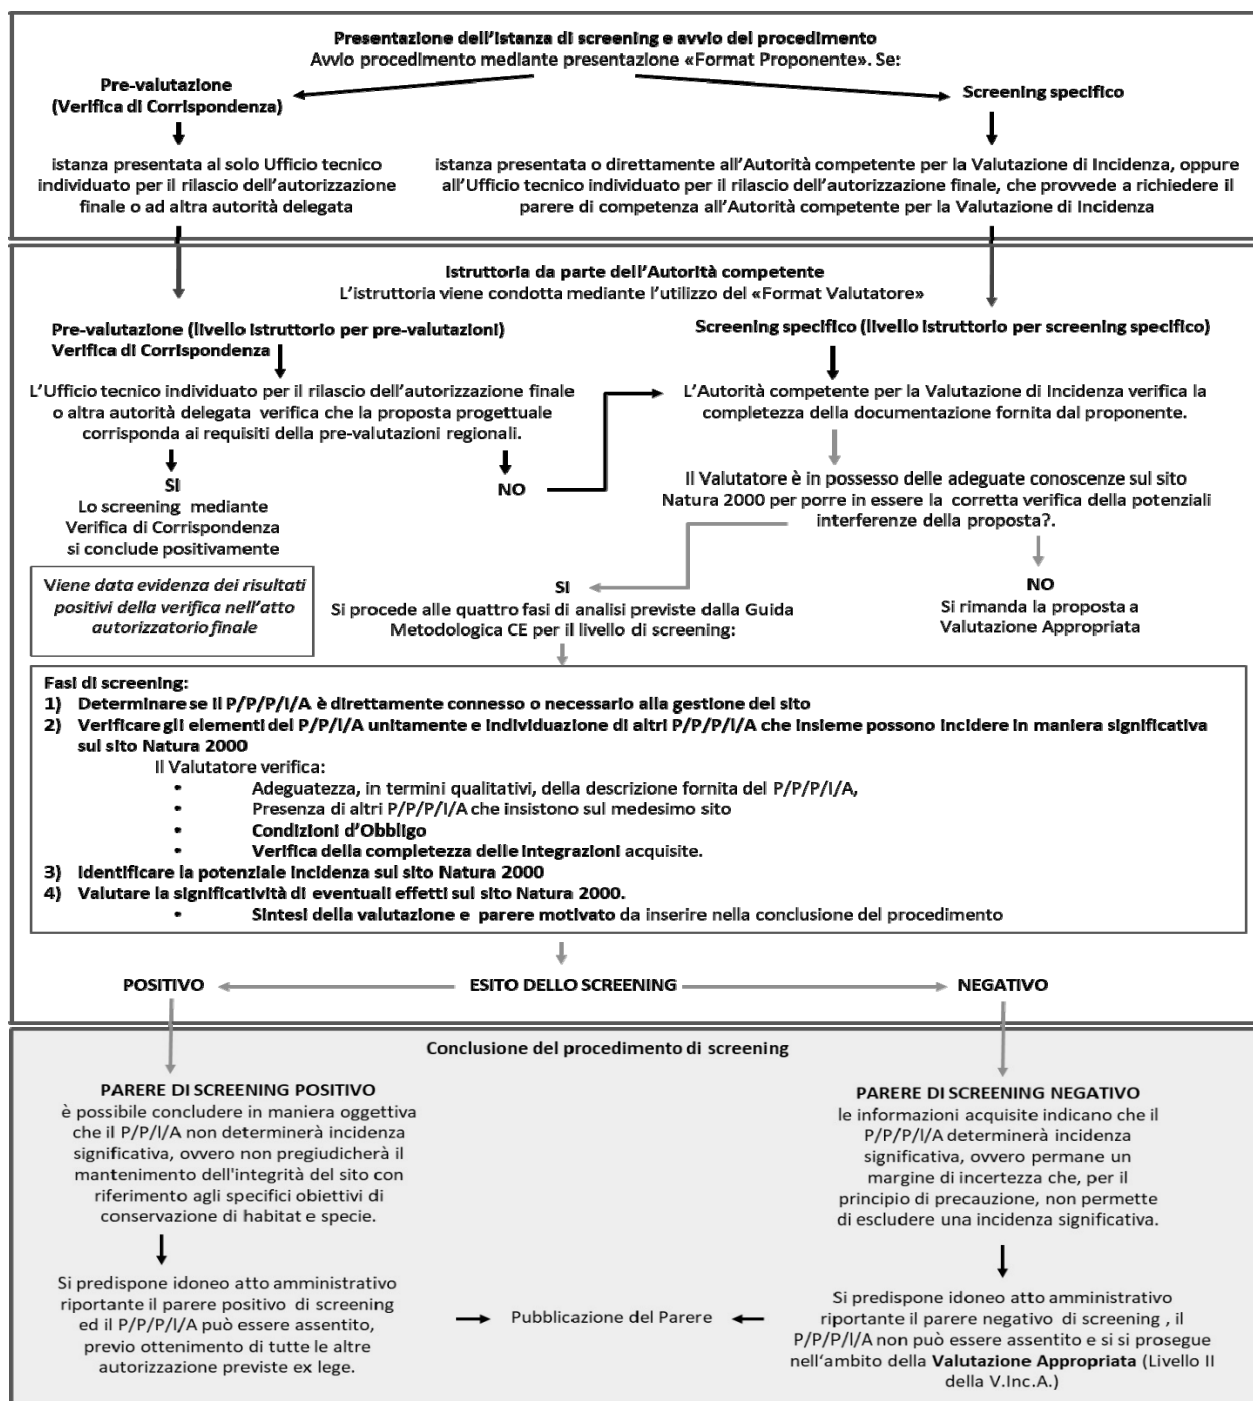 Presentazione dell'istanza di screening e avvio del procedimento
Avvio procedimento mediante presentazione «Format Proponente». Se:
Pre-valutazione
(Verifica di Corrispondenza)
istanza presentata al solo Ufficio tecnico
individuato per il rilascio dell'autorizzazione
finale o ad altra autorità delegata
Screening specifico
istanza presentata o direttamente all'Autorità competente per la Valutazione di Incidenza, oppure
all'Ufficio tecnico individuato per il rilascio dell'autorizzazione finale, che provvede a richiedere il
parere di competenza all'Autorità competente per la Valutazione di Incidenza
Istruttoria da parte dell'Autorità competente
L'istruttoria viene condotta mediante l'utilizzo del «Format Valutatore»
Pre-valutazione (livello istruttorio per pre-valutazioni)
Verifica di Corrispondenza
L'Ufficio tecnico individuato per il rilascio dell'autorizzazione finale
o altra autorità delegata verifica che la proposta progettuale
corrisponda ai requisiti della pre-valutazioni regionali.
SI
Lo screening mediante
Verifica di Corrispondenza
si conclude positivamente
NO
Viene data evidenza dei risultati
positivi della verifica nell'atto
autorizzatorio finale
Screening specifico (livello istruttorio per screening specifico)
L'Autorità competente per la Valutazione di Incidenza verifica la
completezza della documentazione fornita dal proponente.
Il Valutatore è in possesso delle adeguate conoscenze sul sito
Natura 2000 per porre in essere la corretta verifica della potenziali
interferenze della proposta?.
SI
Si procede alle quattro fasi di analisi previste dalla Guida
Metodologica CE per il livello di screening:
NO
Si rimanda la proposta a
Valutazione Appropriata
Fasi di screening:
1) Determinare se il P/P/P/I/A è direttamente connesso o necessario alla gestione del sito
2) Verificare gli elementi del P/P/I/A unitamente e individuazione di altri P/P/P/I/A che insieme possono incidere in maniera significativa
sul sito Natura 2000
Il Valutatore verifica:
• Adeguatezza, in termini qualitativi, della descrizione fornita del P/P/P/I/A,
• Presenza di altri P/P/P/I/A che insistono sul medesimo sito
• Condizioni d'Obbligo
• Verifica della completezza delle integrazioni acquisite.
3) Identificare la potenziale incidenza sul sito Natura 2000
4) Valutare la significatività di eventuali effetti sul sito Natura 2000.
• Sintesi della valutazione e parere motivato da inserire nella conclusione del procedimento
POSITIVO
ESITO DELLO SCREENING
NEGATIVO
Conclusione del procedimento di screening
PARERE DI SCREENING POSITIVO
è possibile concludere in maniera oggettiva
che il P/P/I/A non determinerà incidenza
significativa, ovvero non pregiudicherà il
mantenimento dell'integrità del sito con
riferimento agli specifici obiettivi di
conservazione di habitat e specie.
Si predispone idoneo atto amministrativo
riportante il parere positivo di screening
ed il P/P/P/I/A può essere assentito,
previo ottenimento di tutte le altre
autorizzazione previste ex lege.
Pubblicazione del Parere
PARERE DI SCREENING NEGATIVO
le informazioni acquisite indicano che il
P/P/P/I/A determinerà incidenza
significativa, ovvero permane un
margine di incertezza che, per il
principio di precauzione, non permette
di escludere una incidenza significativa.
Si predispone idoneo atto amministrativo
riportante il parere negativo di screening , il
P/P/P/I/A non può essere assentito e si si prosegue
nell'ambito della Valutazione Appropriata (Livello II
della V.Inc.A.)